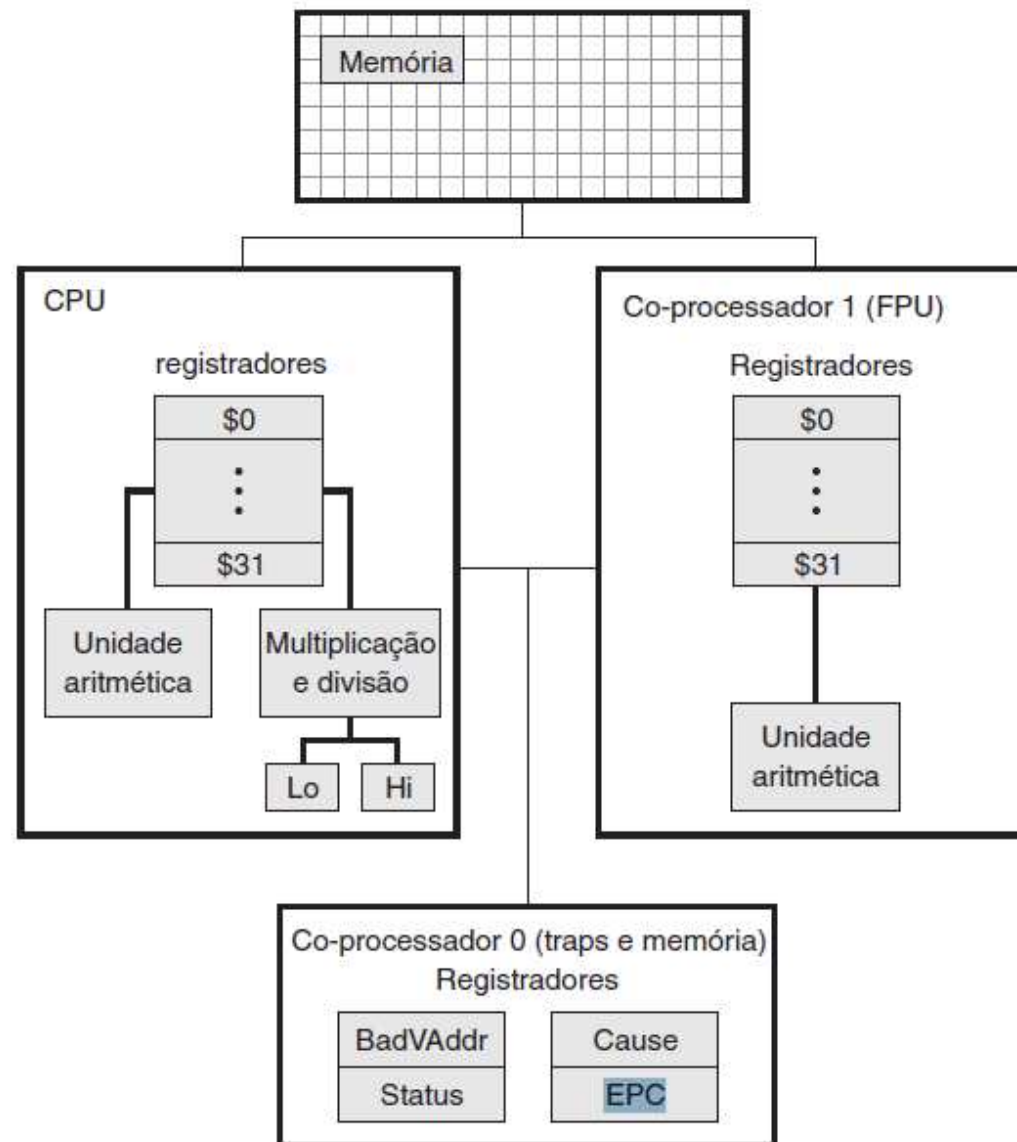 Memória
CPU
registradores
$0
$31
Unidade
aritmética
Multiplicação
e divisão
Lo
Hi
Co-processador 1 (FPU)
Registradores
$0
$31
Unidade
aritmética
Co-processador 0 (traps e memória)
Registradores
BadVAddr
Cause
Status
EPC